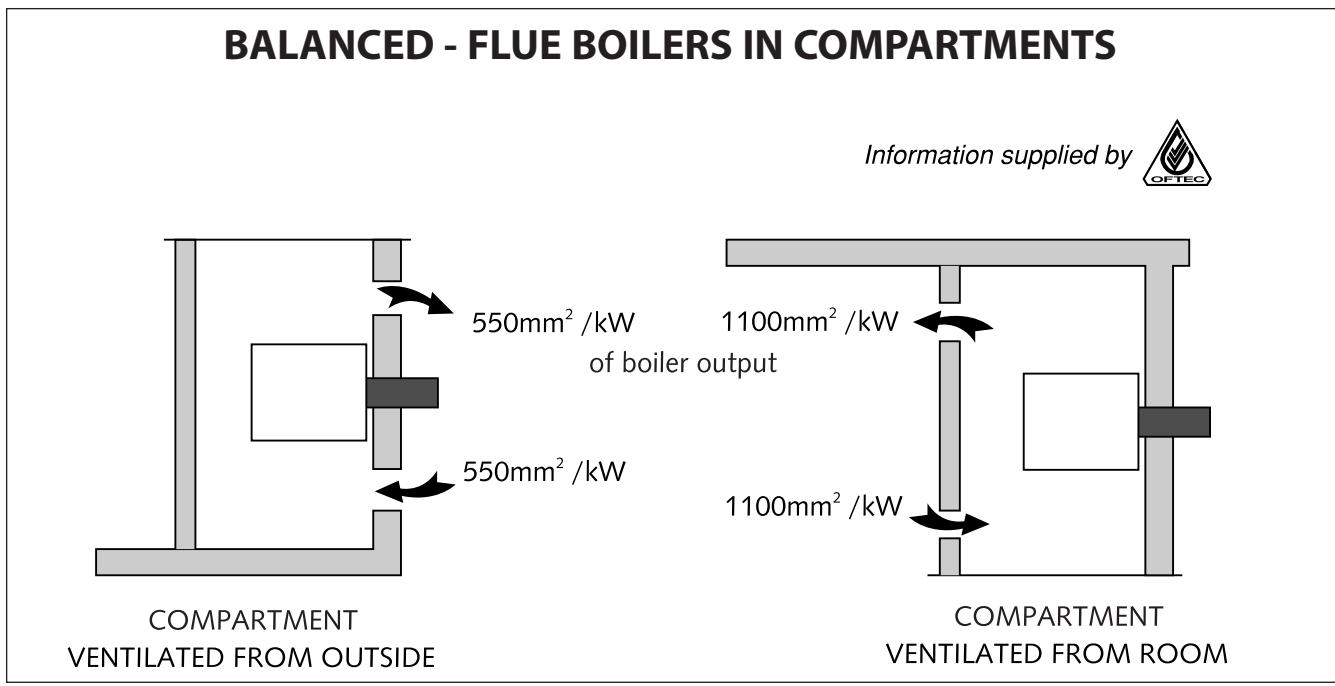 BALANCED - FLUE BOILERS IN COMPARTMENTS
Information supplied by
OFTEC
550mm² /kW
1100mm² /kW
of boiler output
550mm² /kW
1100mm² /kW
COMPARTMENT
VENTILATED FROM OUTSIDE
COMPARTMENT
VENTILATED FROM ROOM